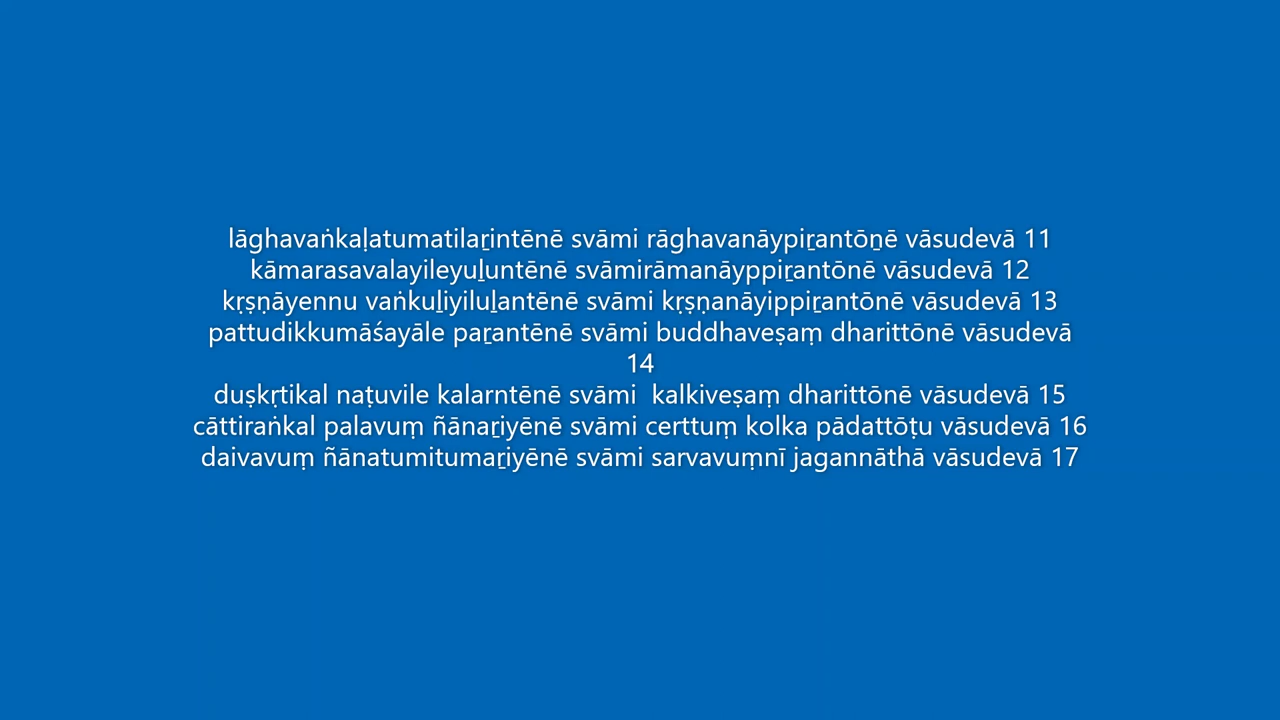 lāghavaṅkaḷatumatilaṟintēnē svāmi rāghavanāypiṟantōṉē vāsudevā 11
kāmarasavalayileyuḻuntēnē svāmirāmanāyppiṟantōnē vāsudevā 12
kṛṣṇāyennu vaṅkuḻiyiluḻantēnē svāmi kṛṣṇanāyippiṟantōnē vāsudevā 13
pattudikkumāśayāle paṟantēnē svāmi buddhaveṣaṃ dharittōnē vāsudevā
14
duṣkṛtikal naṭuvile kalarntēnē svāmi  kalkiveṣaṃ dharittōnē vāsudevā 15
cāttiraṅkal palavuṃ ñānaṟiyēnē svāmi certtuṃ kolka pādattōṭu vāsudevā 16
daivavuṃ ñānatumitumaṟiyēnē svāmi sarvavuṃnī jagannāthā vāsudevā 17